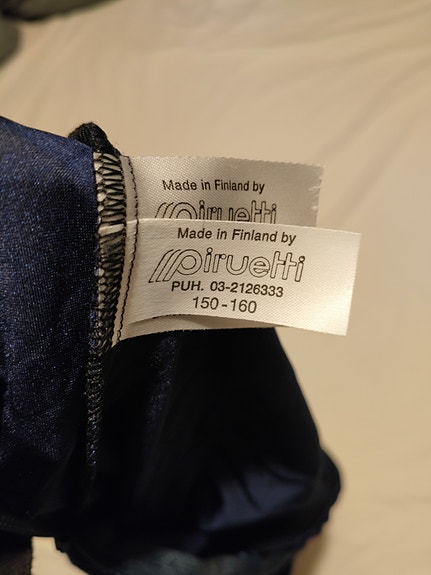 Made in Finland by
piruetti
Made in Finland by
piruetti
PUH. 03-2126333
150-160